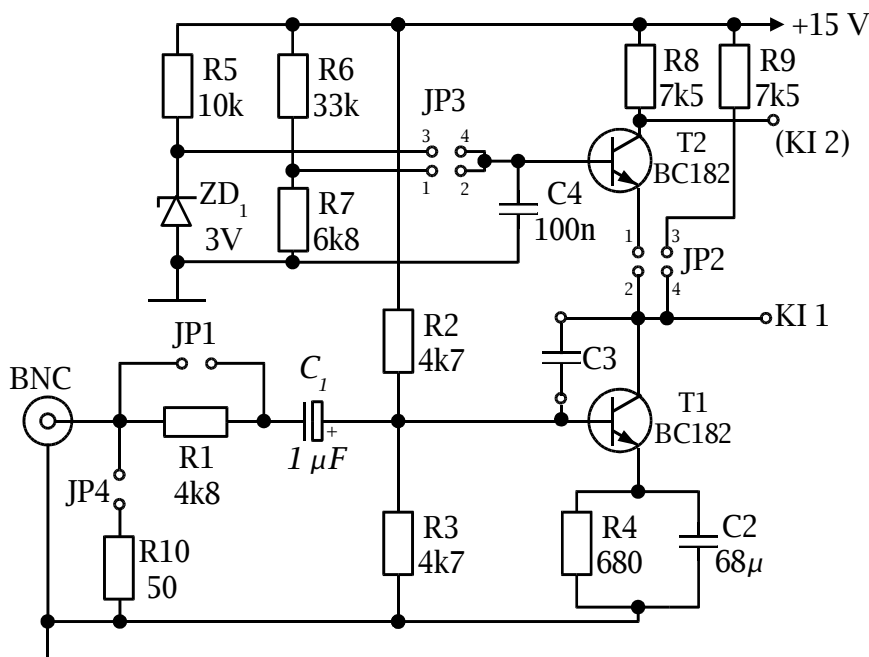 +15 V
R5
10k
R6
33k
JP3
R8
7k5
R9
7k5
3
4
1
2
T2
BC182
(KI 2)
ZD1
3V
R7
6k8
C4
100n
1
3
JP2
2
4
KI 1
JP1
R2
4k7
C3
BNC
C1
+
1 µF
T1
BC182
R1
4k8
JP4
R10
50
R3
4k7
R4
680
C2
68µ